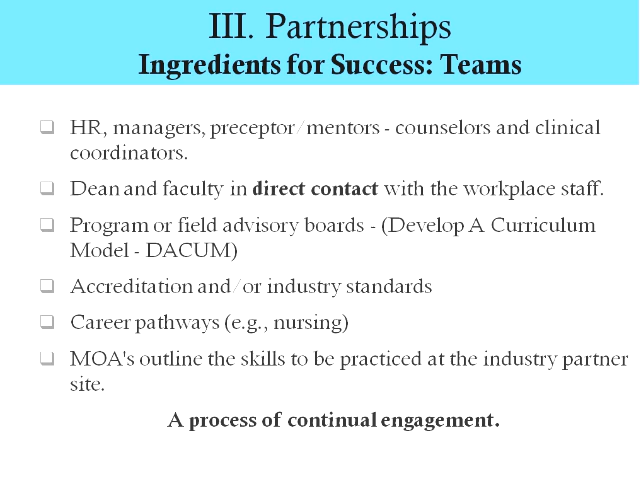 III. Partnerships
Ingredients for Success: Teams
HR, managers, preceptor/mentors - counselors and clinical
coordinators.
Dean and faculty in direct contact with the workplace staff.
Program or field advisory boards - (Develop A Curriculum
Model - DACUM)
Accreditation and/or industry standards
Career pathways (e.g., nursing)
MOA's outline the skills to be practiced at the industry partner
site.
A process of continual engagement.